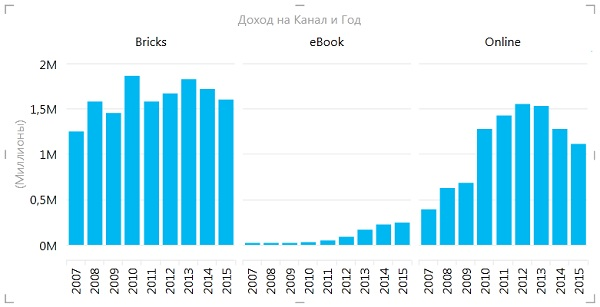 Доход на Канал и Год
Bricks eBook Online
(Миллионы)
2M
1,5M
1M
0,5M
0M
2007 2008 2009 2010 2011 2012 2013 2014 2015 2007 2008 2009 2010 2011 2012 2013 2014 2015 2007 2008 2009 2010 2011 2012 2013 2014 2015